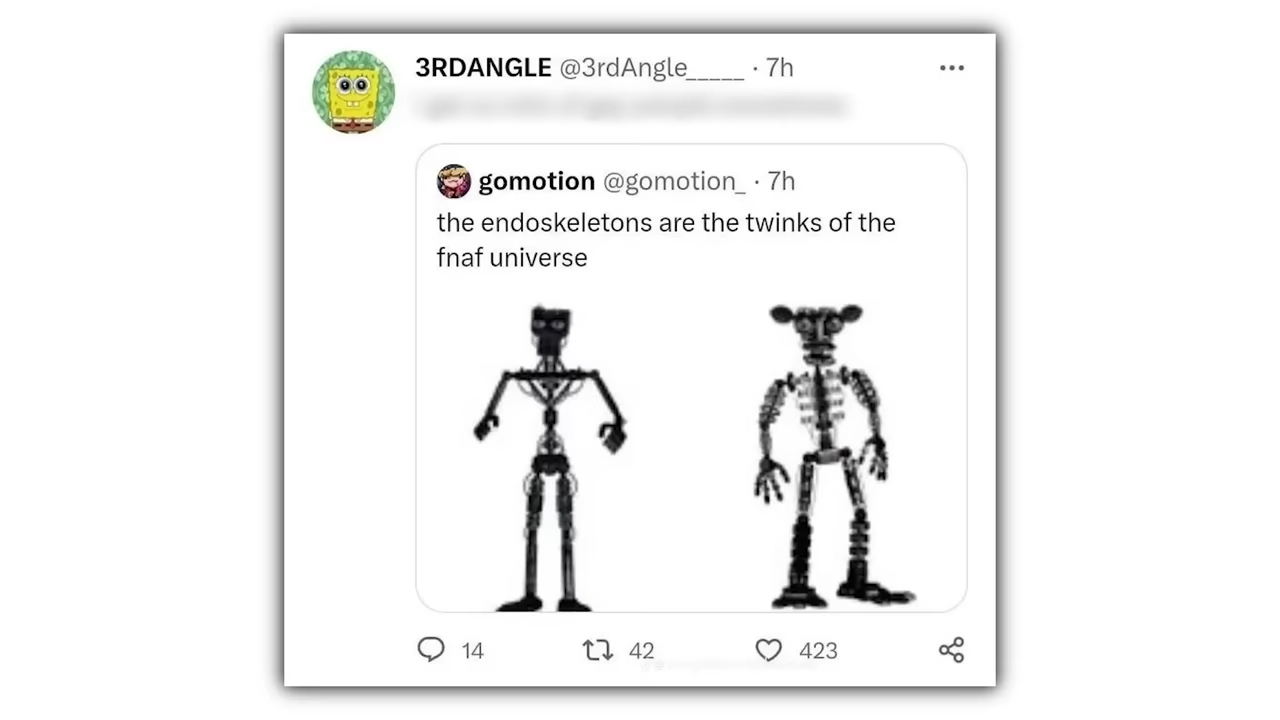 3RDANGLE @3rdAngle_____ · 7h
gomotion @gomotion_ · 7h
the endoskeletons are the twinks of the
fnaf universe
14 42 423